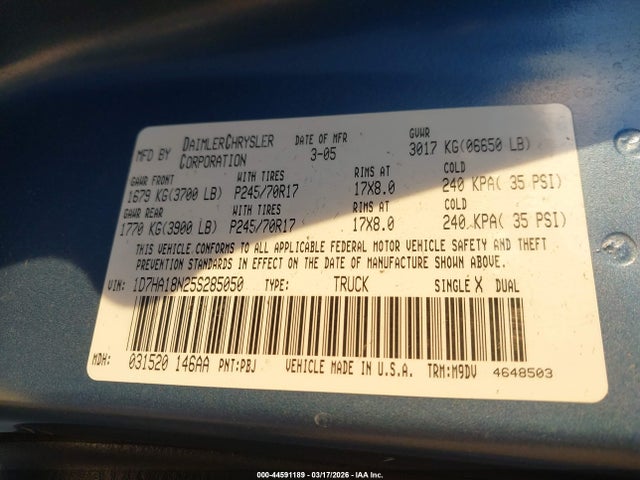 MFD BY DAIMLERCHRYSLER CORPORATION DATE OF MFR 3-05 GVWR 3017 KG(06650 LB)
GAWR FRONT WITH TIRES RIMS AT COLD
1679 KG(3700 LB) P245/70R17 17X8.0 240 KPA( 35 PSI)
GAWR REAR WITH TIRES RIMS AT COLD
1770 KG(3900 LB) P245/70R17 17X8.0 240 KPA( 35 PSI)
THIS VEHICLE CONFORMS TO ALL APPLICABLE FEDERAL MOTOR VEHICLE SAFETY AND THEFT
PREVENTION STANDARDS IN EFFECT ON THE DATE OF MANUFACTURE SHOWN ABOVE.
VIN: 1D7HA18N25S285050 TYPE: TRUCK SINGLE X DUAL
MDH: 031520 146AA PNT:PBJ VEHICLE MADE IN U.S.A. TRM:M9DV 4648503
000-44591189 - 03/17/2026 - IAA Inc.